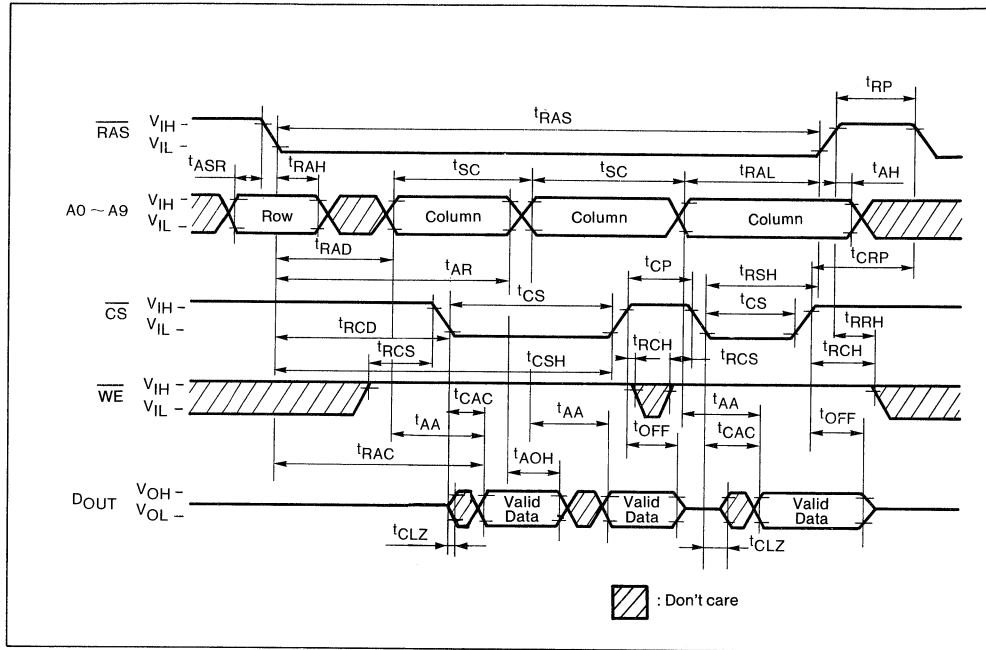 tRP
RAS VIH VIL tRAS
tASR tRAH tSC tSC tRAL tAH
A0 ~ A9 VIH VIL Row Column Column Column
tRAD tCRP
tAR tCP tRSH
tCS
CS VIH VIL tCS
tRCD tRCH tRRH
tRCS tCSH tRCS tRCH
WE VIH VIL
tCAC tAA tAA tOFF
tAA tOFF tCAC
tRAC tAOH
DOUT VOH VOL Valid Data Valid Data Valid Data
tCLZ tCLZ
: Don't care